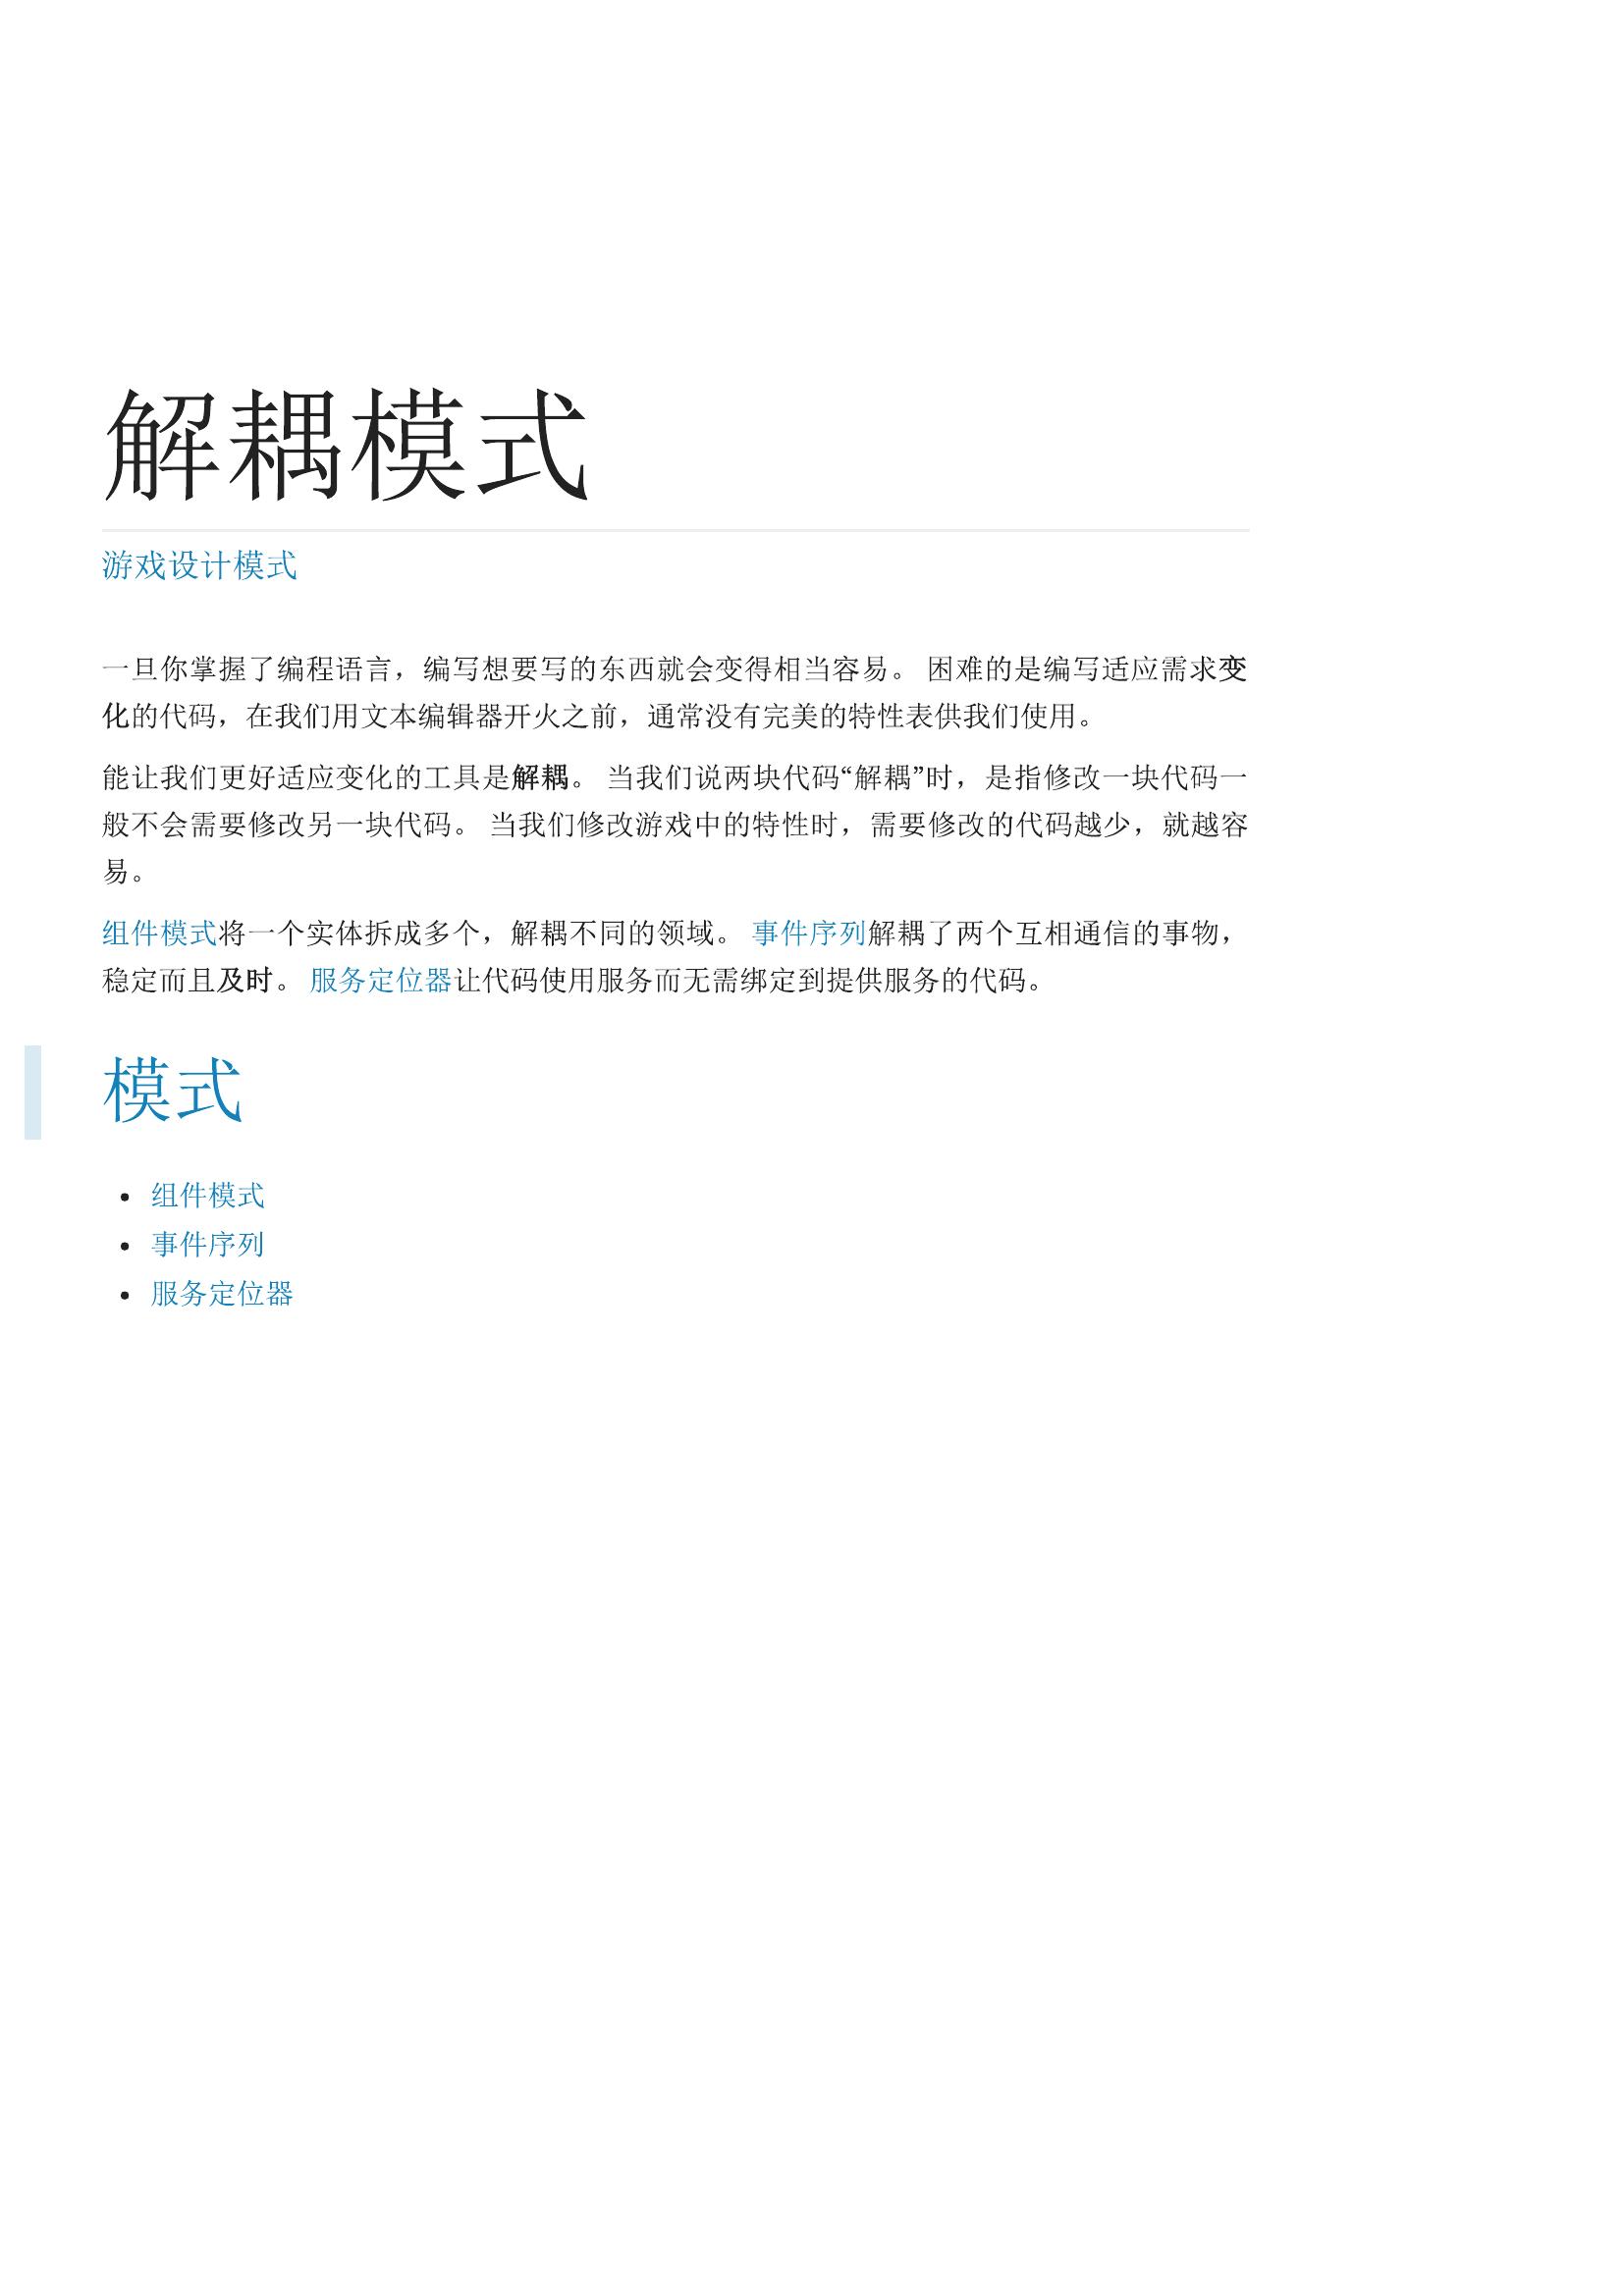 解耦模式
游戏设计模式
一旦你掌握了编程语言，编写想要写的东西就会变得相当容易。 困难的是编写适应需求变
化的代码，在我们用文本编辑器开火之前，通常没有完美的特性表供我们使用。
能让我们更好适应变化的工具是解耦。 当我们说两块代码“解耦”时，是指修改一块代码一
般不会需要修改另一块代码。 当我们修改游戏中的特性时，需要修改的代码越少，就越容
易。
组件模式将一个实体拆成多个，解耦不同的领域。 事件序列解耦了两个互相通信的事物，
稳定而且及时。 服务定位器让代码使用服务而无需绑定到提供服务的代码。
模式
• 组件模式
• 事件序列
• 服务定位器